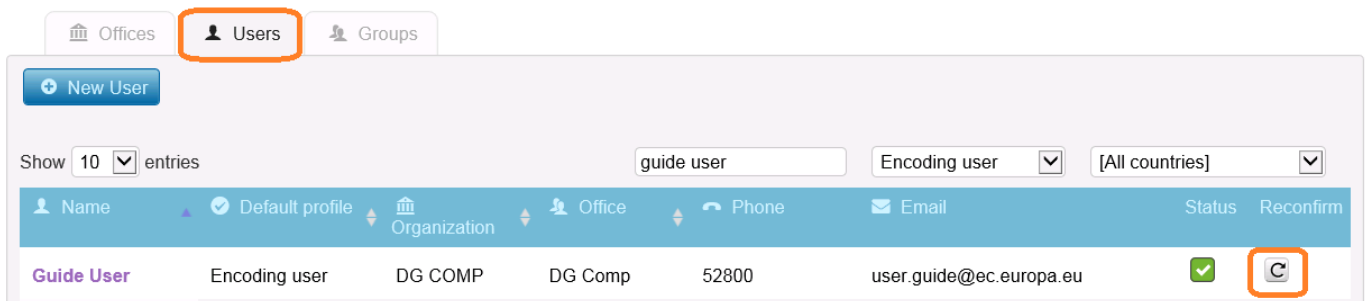 Offices Users Groups
New User
Show 10 entries guide user Encoding user [All countries]
Name Default profile Organization Office Phone Email Status Reconfirm
Guide User Encoding user DG COMP DG Comp 52800 user.guide@ec.europa.eu